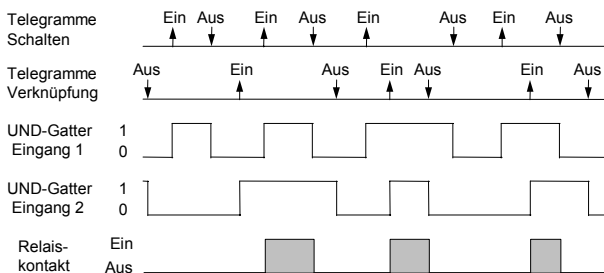 Telegramme Schalten
Ein Aus Ein Aus Ein Aus Ein Aus
Telegramme Verknüpfung
Aus Ein Aus Ein Aus Ein Aus
UND-Gatter 1
Eingang 1 0
UND-Gatter 1
Eingang 2 0
Relais- Ein
kontakt Aus